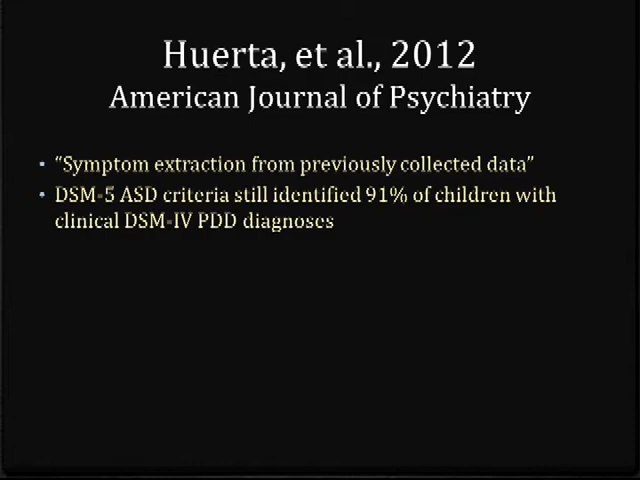 Huerta, et al., 2012
American Journal of Psychiatry
• "Symptom extraction from previously collected data"
• DSM-5 ASD criteria still identified 91% of children with
clinical DSM-IV PDD diagnoses